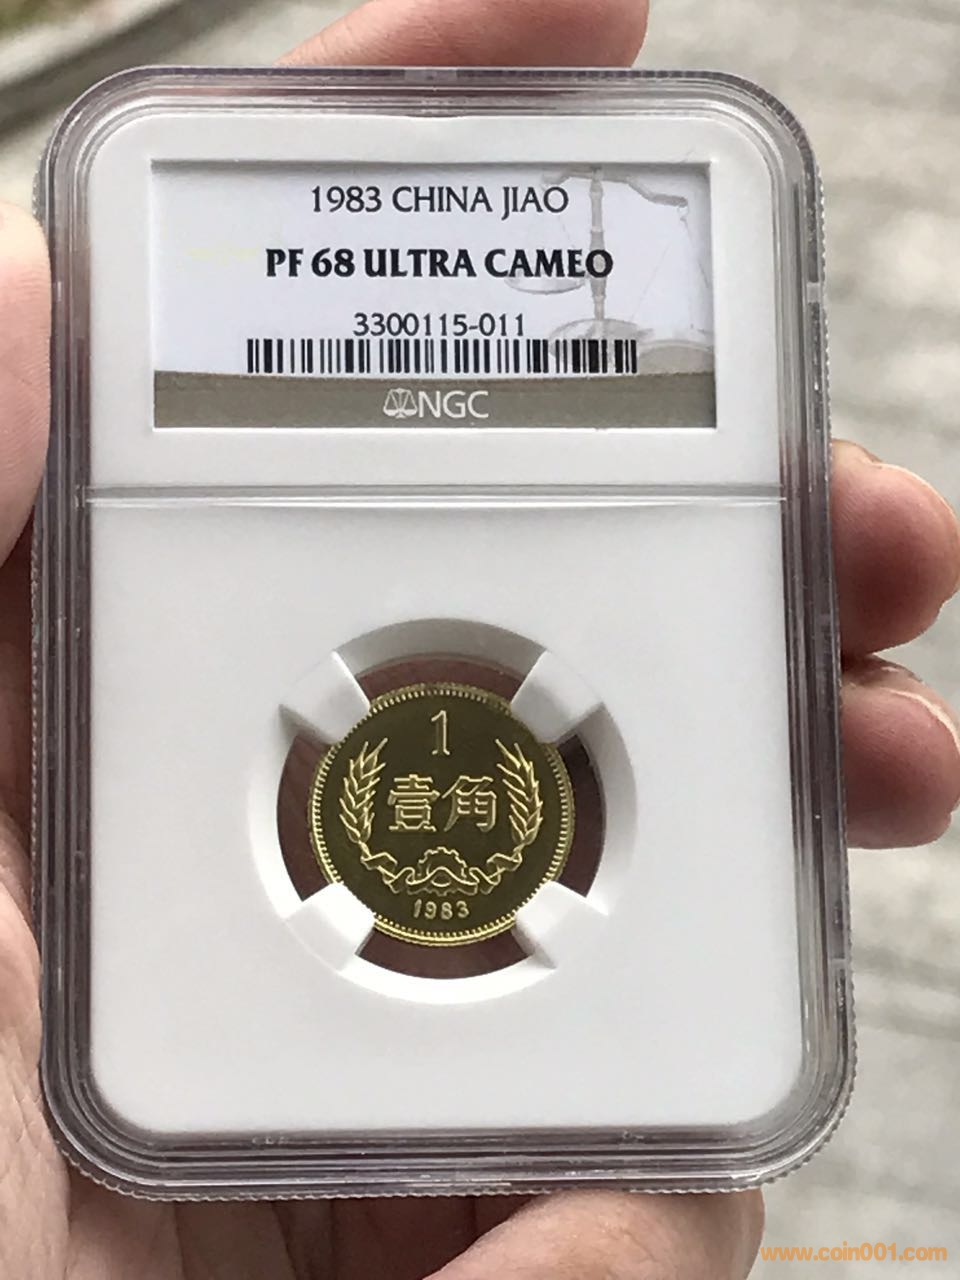 1983 CHINA JIAO
PF 68 ULTRA CAMEO
3300115-011
NGC
1
壹角
1983
www.coin001.com